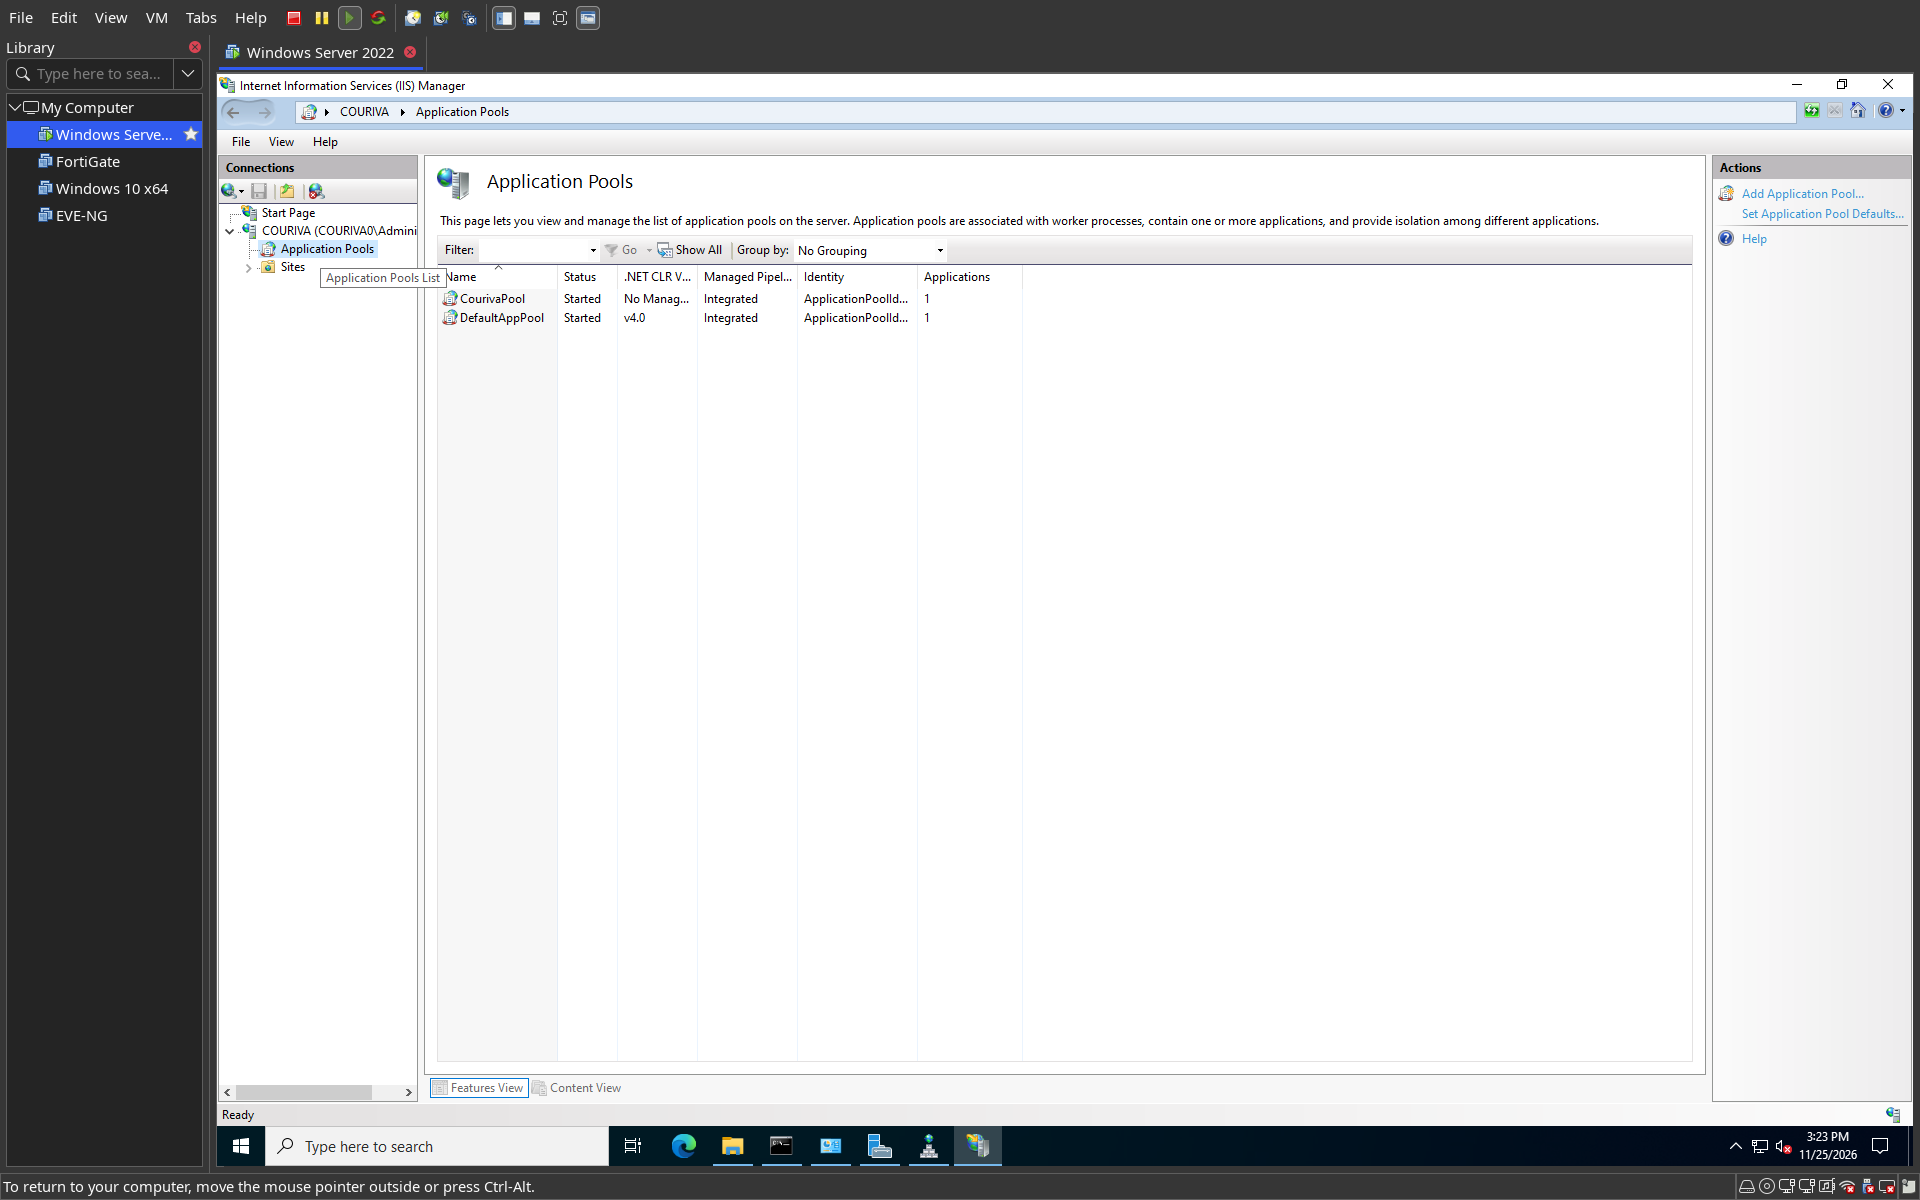 File Edit View VM Tabs Help
Library
Windows Server 2022
Type here to sea...
My Computer
Windows Serve...
FortiGate
Windows 10 x64
EVE-NG
Internet Information Services (IIS) Manager
COURIVA Application Pools
File View Help
Connections
Start Page
COURIVA (COURIVA0\Admini
Application Pools
Sites
Application Pools List
Application Pools
This page lets you view and manage the list of application pools on the server. Application pools are associated with worker processes, contain one or more applications, and provide isolation among different applications.
Filter: Go Show All Group by: No Grouping
Name Status .NET CLR V... Managed Pipel... Identity Applications
CourivaPool Started No Manag... Integrated ApplicationPoolId... 1
DefaultAppPool Started v4.0 Integrated ApplicationPoolId... 1
Actions
Add Application Pool...
Set Application Pool Defaults...
Help
Features View Content View
Ready
Type here to search
3:23 PM
11/25/2026
To return to your computer, move the mouse pointer outside or press Ctrl-Alt.